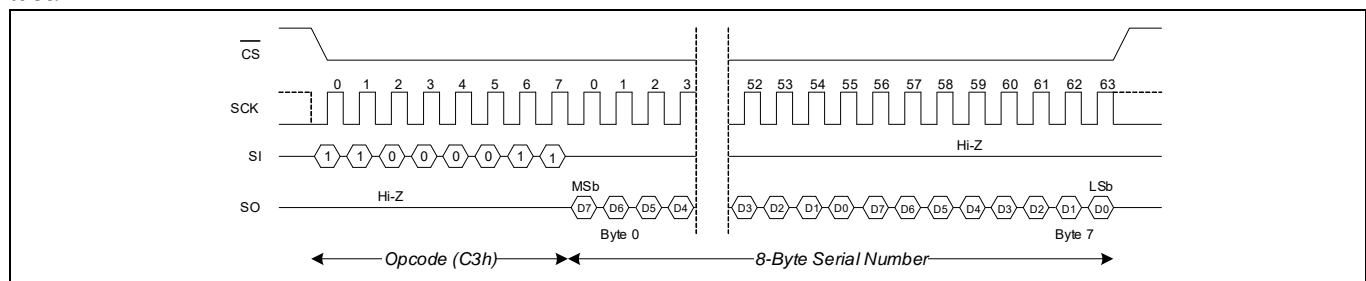 CS
0 1 2 3 4 5 6 7 0 1 2 3 52 53 54 55 56 57 58 59 60 61 62 63
SCK
Hi-Z
SI 1 1 0 0 0 0 1 1
Hi-Z MSb LSb
SO D7 D6 D5 D4 D3 D2 D1 D0 D7 D6 D5 D4 D3 D2 D1 D0
Byte 0 Byte 7
Opcode (C3h) 8-Byte Serial Number